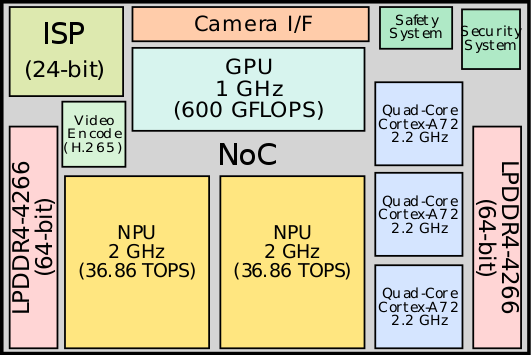 ISP
(24-bit)
Camera I/F
Safety
System
Security
System
GPU
1 GHz
(600 GFLOPS)
Video
Encode
(H.265)
NoC
Quad-Core
Cortex-A72
2.2 GHz
LPDDR4-4266
(64-bit)
NPU
2 GHz
(36.86 TOPS)
NPU
2 GHz
(36.86 TOPS)
Quad-Core
Cortex-A72
2.2 GHz
Quad-Core
Cortex-A72
2.2 GHz
LPDDR4-4266
(64-bit)